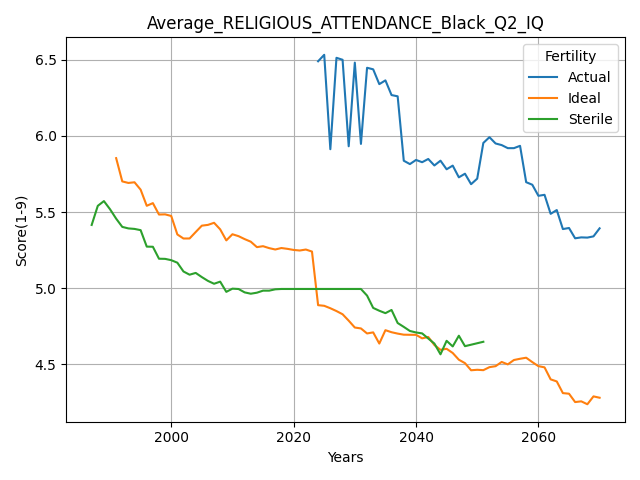 Average_RELIGIOUS_ATTENDANCE_Black_Q2_IQ
Fertility
Actual
Ideal
Sterile
Score(1-9)
6.5
6.0
5.5
5.0
4.5
2000
2020
2040
2060
Years